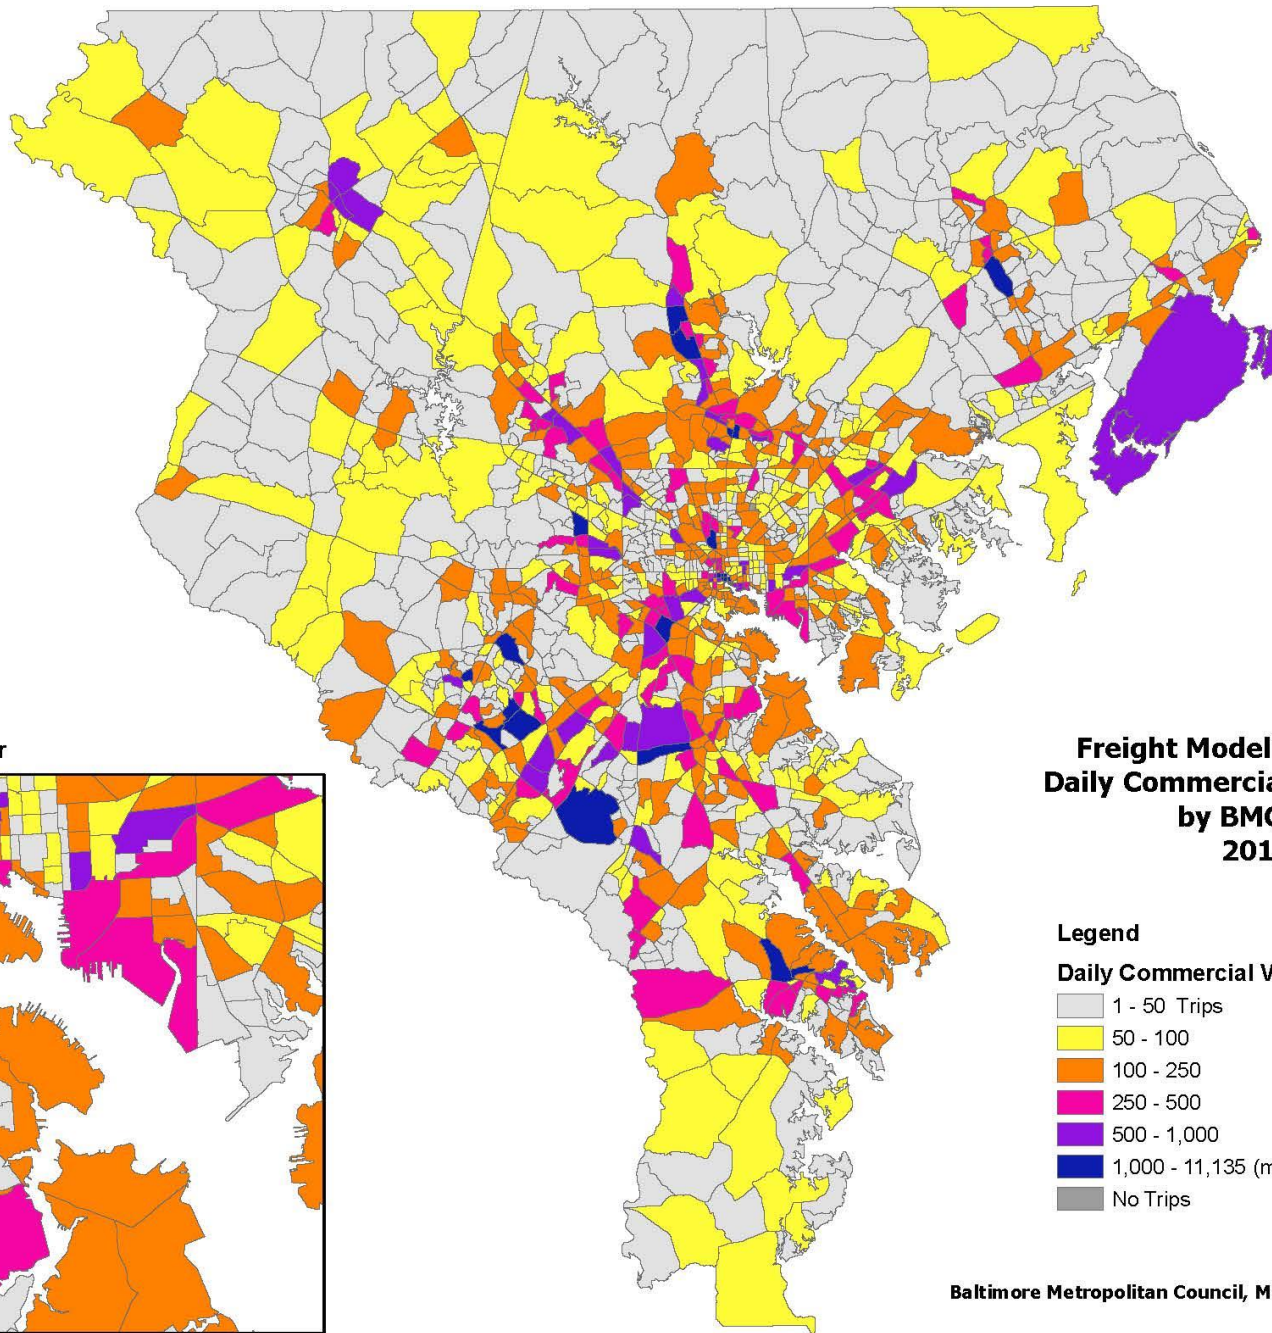 r
Freight Model
Daily Commercia
by BMC
201
Legend
Daily Commercial V
1 - 50 Trips
50 - 100
100 - 250
250 - 500
500 - 1,000
1,000 - 11,135 (m
No Trips
Baltimore Metropolitan Council, M